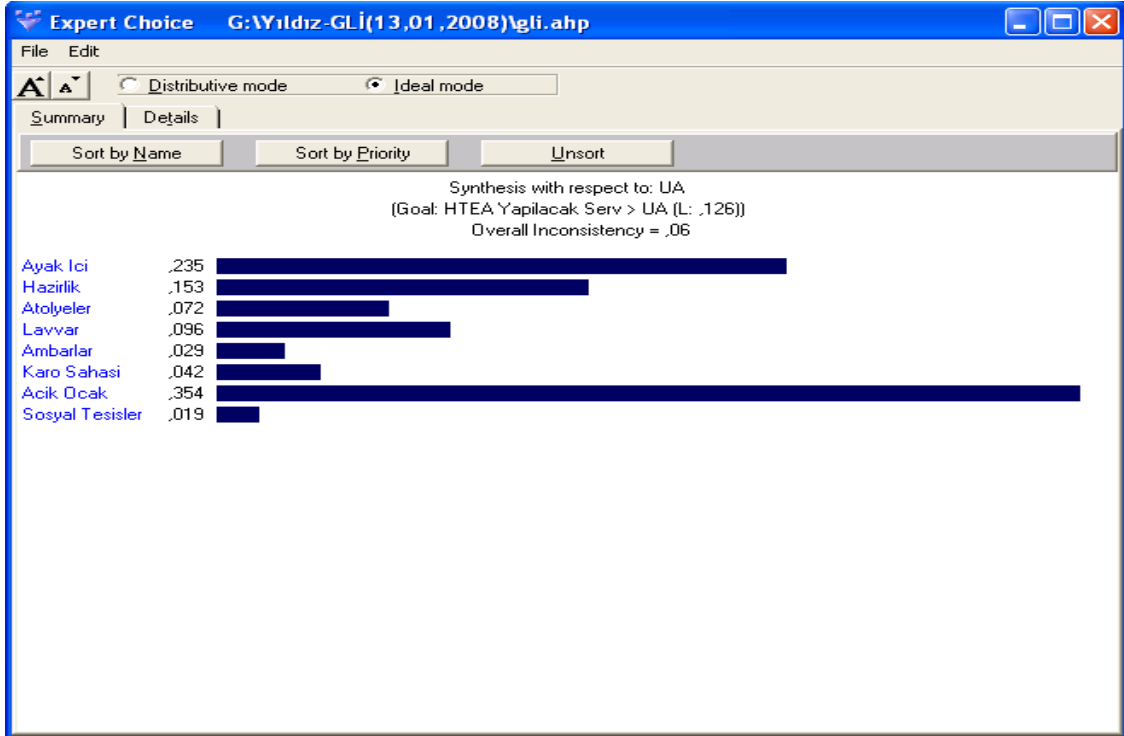 Expert Choice G:\Yıldız-GLİ(13,01,2008)\gli.ahp
File Edit
A A Distributive mode Ideal mode
Summary Details
Sort by Name Sort by Priority Unsort
Synthesis with respect to: UA
(Goal: HTEA Yapilacak Serv > UA (L: ,126))
Overall Inconsistency = ,06
Ayak Ici ,235
Hazirlik ,153
Atolyeler ,072
Lavvar ,096
Ambarlar ,029
Karo Sahasi ,042
Acik Ocak ,354
Sosyal Tesisler ,019